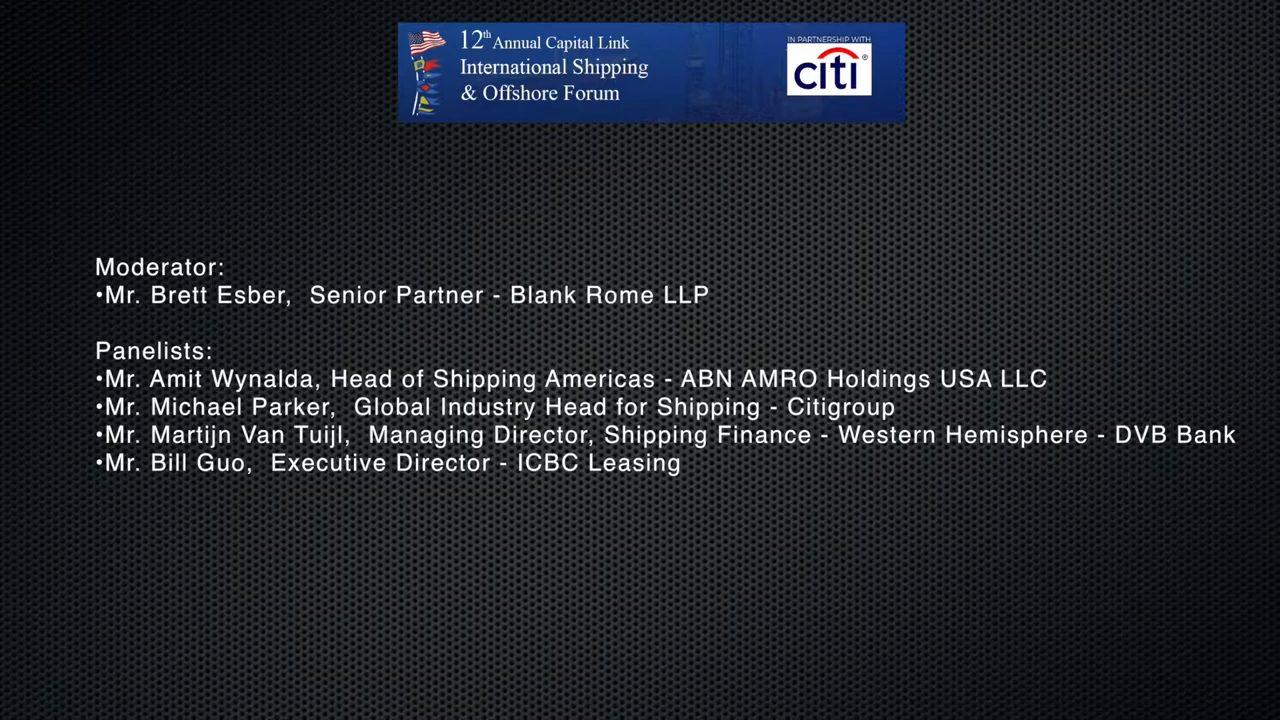 12th Annual Capital Link
International Shipping
& Offshore Forum
IN PARTNERSHIP WITH
citi®
Moderator:
•Mr. Brett Esber,  Senior Partner - Blank Rome LLP
Panelists:
•Mr. Amit Wynalda, Head of Shipping Americas - ABN AMRO Holdings USA LLC
•Mr. Michael Parker,  Global Industry Head for Shipping - Citigroup
•Mr. Martijn Van Tuijl,  Managing Director, Shipping Finance - Western Hemisphere - DVB Bank
•Mr. Bill Guo,  Executive Director - ICBC Leasing